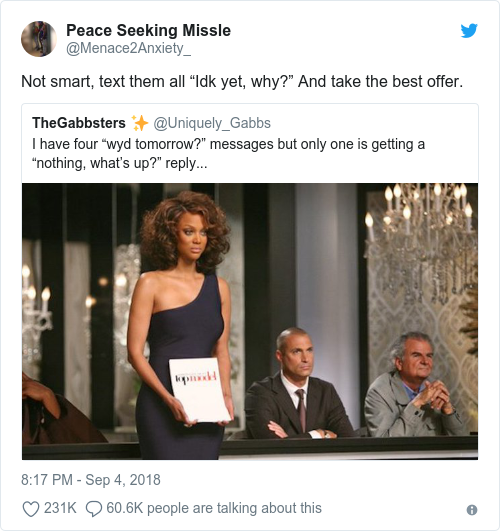 Peace Seeking Missle
@Menace2Anxiety_
Not smart, text them all “Idk yet, why?” And take the best offer.
TheGabbsters ✨ @Uniquely_Gabbs
I have four “wyd tomorrow?” messages but only one is getting a
“nothing, what’s up?” reply...
top model
8:17 PM - Sep 4, 2018
231K 60.6K people are talking about this